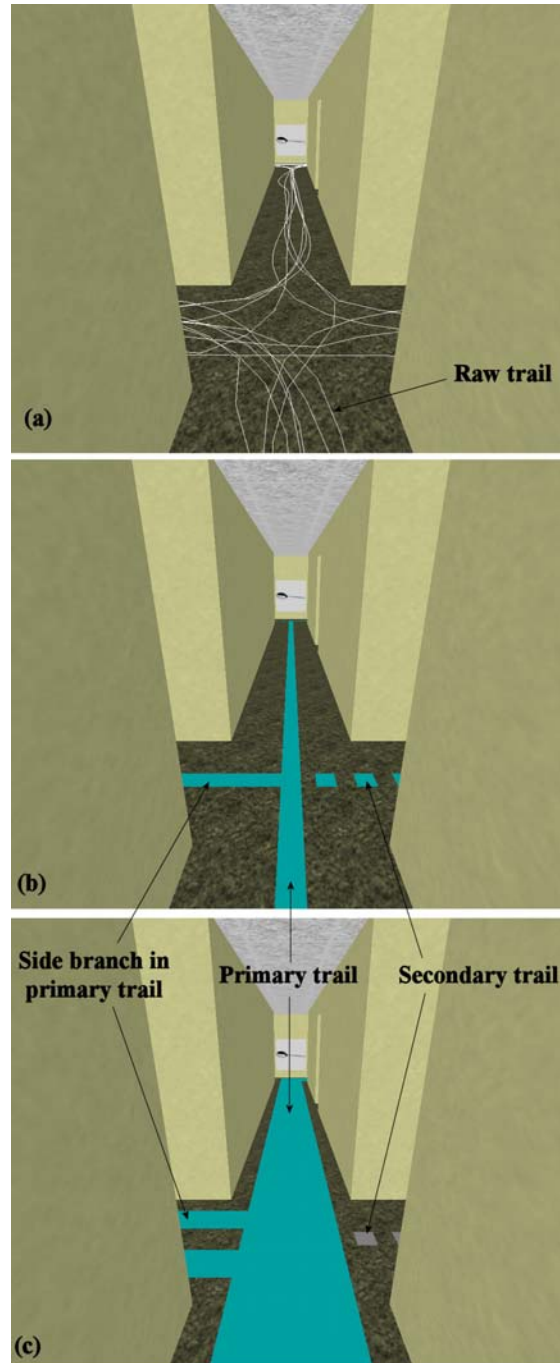 Raw trail
(a)
(b)
Side branch in
primary trail
Primary trail
Secondary trail
(c)